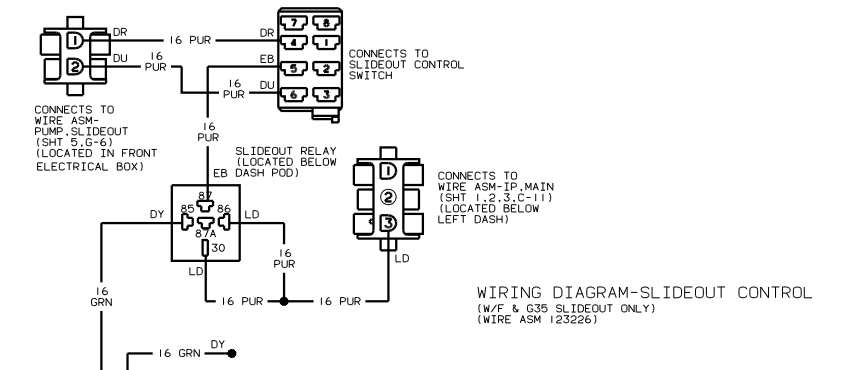 7 8
DR
16 PUR
DR
1
4 1
DU
16
PUR
EB
CONNECTS TO
SLIDEOUT CONTROL
SWITCH
2
5 2
16
PUR
DU
6 3
CONNECTS TO
WIRE ASM-
PUMP,SLIDEOUT
(SHT 5,G-6)
(LOCATED IN FRONT
ELECTRICAL BOX)
16
PUR
SLIDEOUT RELAY
(LOCATED BELOW
DASH POD)
EB
1
CONNECTS TO
WIRE ASM-IP,MAIN
(SHT 1,2,3,C-11)
(LOCATED BELOW
LEFT DASH)
2
3
87
DY
85
86
LD
87A
30
LD
LD
16
PUR
16
GRN
16 PUR
16 PUR
WIRING DIAGRAM-SLIDEOUT CONTROL
(W/F & G35 SLIDEOUT ONLY)
(WIRE ASM 123226)
16 GRN
DY